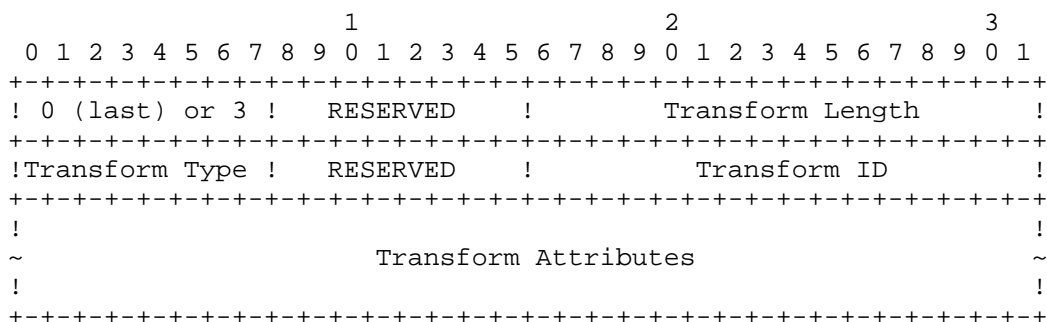 1                   2                   3
 0 1 2 3 4 5 6 7 8 9 0 1 2 3 4 5 6 7 8 9 0 1 2 3 4 5 6 7 8 9 0 1
+-+-+-+-+-+-+-+-+-+-+-+-+-+-+-+-+-+-+-+-+-+-+-+-+-+-+-+-+-+-+-+-+
! 0 (last) or 3 !   RESERVED    !        Transform Length       !
+-+-+-+-+-+-+-+-+-+-+-+-+-+-+-+-+-+-+-+-+-+-+-+-+-+-+-+-+-+-+-+-+
!Transform Type !   RESERVED    !          Transform ID         !
+-+-+-+-+-+-+-+-+-+-+-+-+-+-+-+-+-+-+-+-+-+-+-+-+-+-+-+-+-+-+-+-+
!                                                               !
~                      Transform Attributes                     ~
!                                                               !
+-+-+-+-+-+-+-+-+-+-+-+-+-+-+-+-+-+-+-+-+-+-+-+-+-+-+-+-+-+-+-+-+